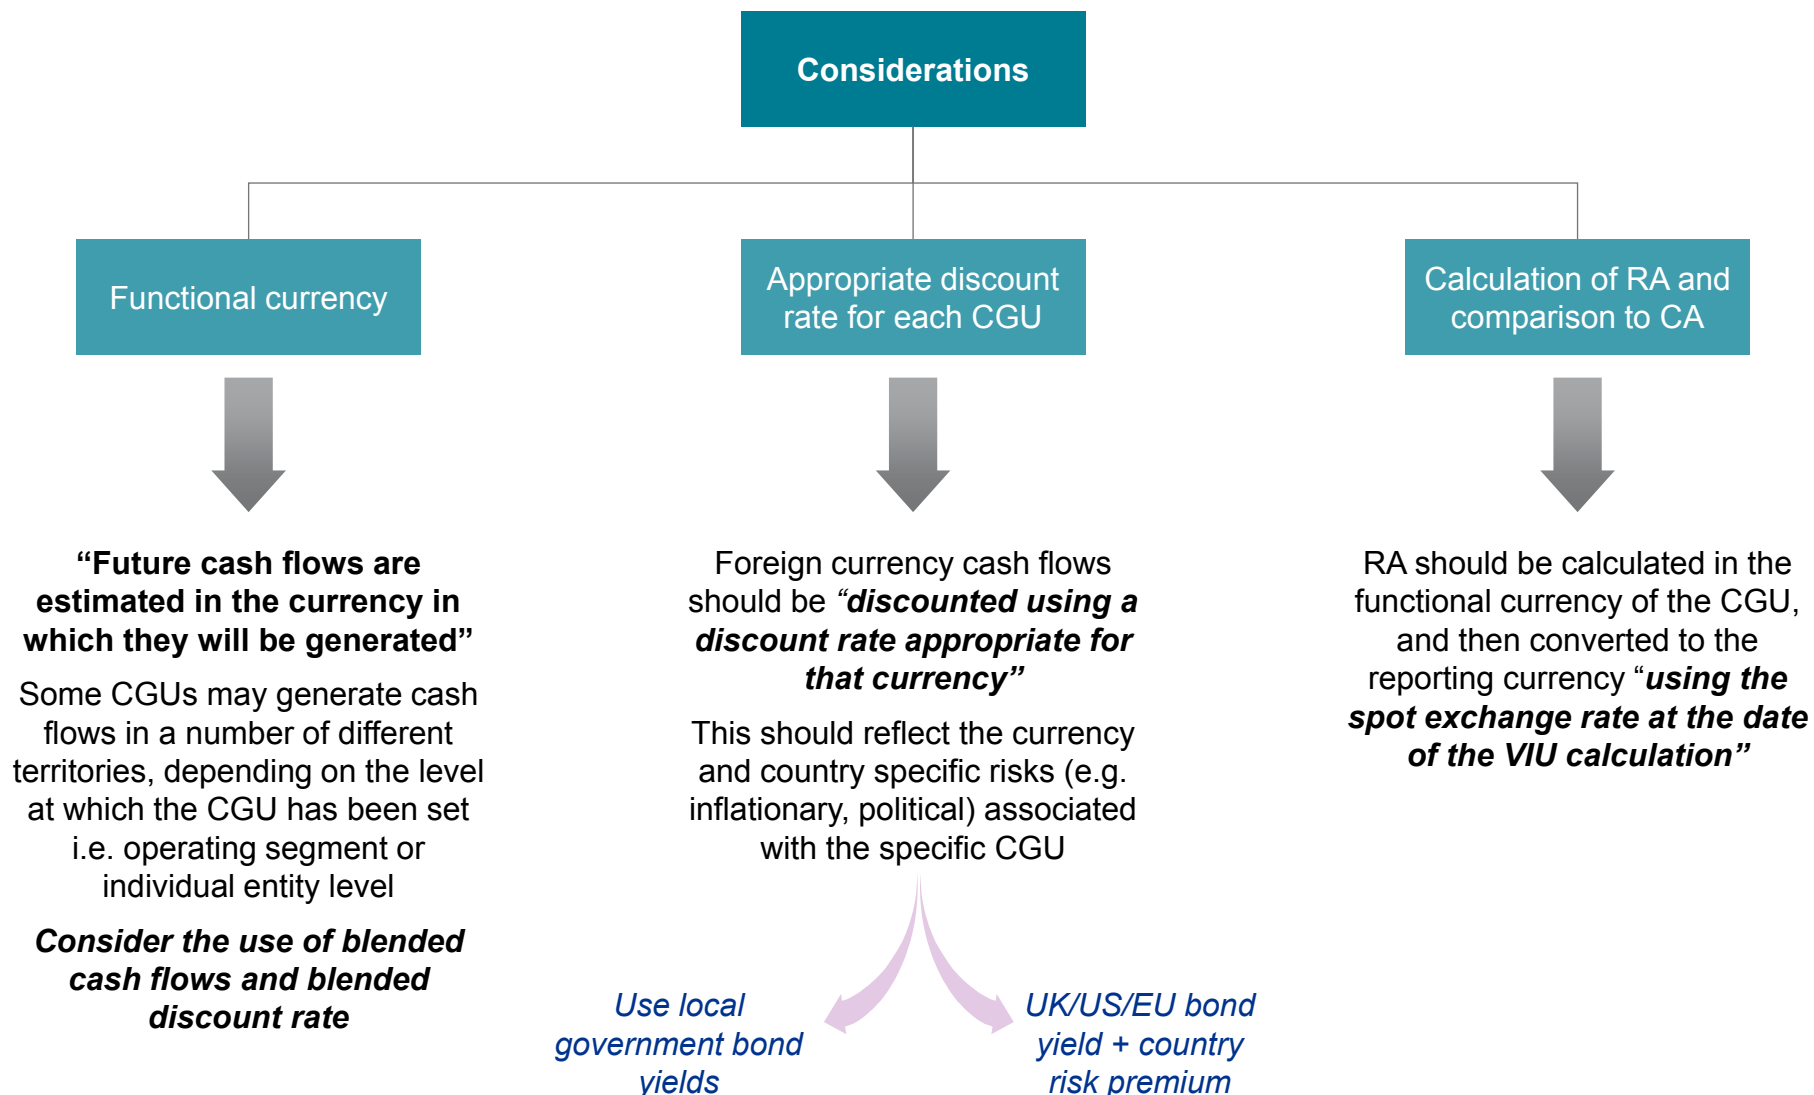 Considerations
Functional currency
“Future cash flows are
estimated in the currency in
which they will be generated”
Some CGUs may generate cash
flows in a number of different
territories, depending on the level
at which the CGU has been set
i.e. operating segment or
individual entity level
Consider the use of blended
cash flows and blended
discount rate
Appropriate discount
rate for each CGU
Foreign currency cash flows
should be “discounted using a
discount rate appropriate for
that currency”
This should reflect the currency
and country specific risks (e.g.
inflationary, political) associated
with the specific CGU
Use local
government bond
yields
UK/US/EU bond
yield + country
risk premium
Calculation of RA and
comparison to CA
RA should be calculated in the
functional currency of the CGU,
and then converted to the
reporting currency “using the
spot exchange rate at the date
of the VIU calculation”